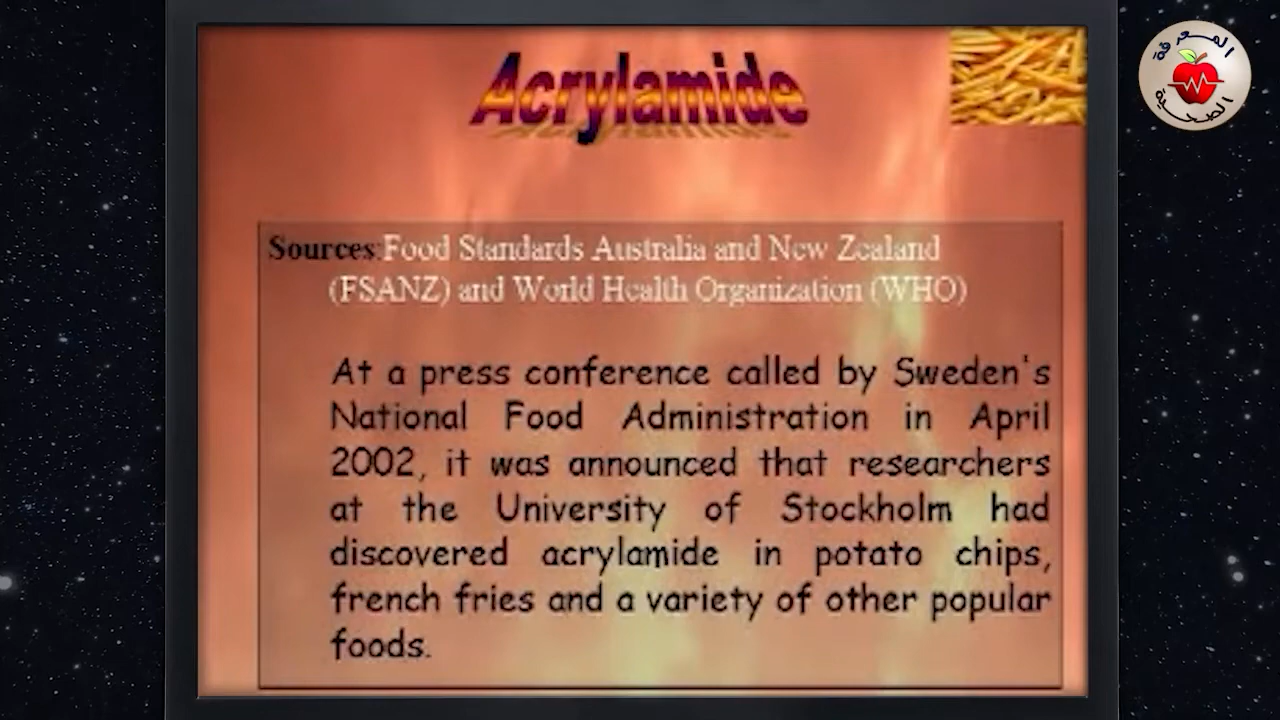 Acrylamide
المعرفة
الصحية
Sources:Food Standards Australia and New Zealand
(FSANZ) and World Health Organization (WHO)
At a press conference called by Sweden's
National Food Administration in April
2002, it was announced that researchers
at the University of Stockholm had
discovered acrylamide in potato chips,
french fries and a variety of other popular
foods.